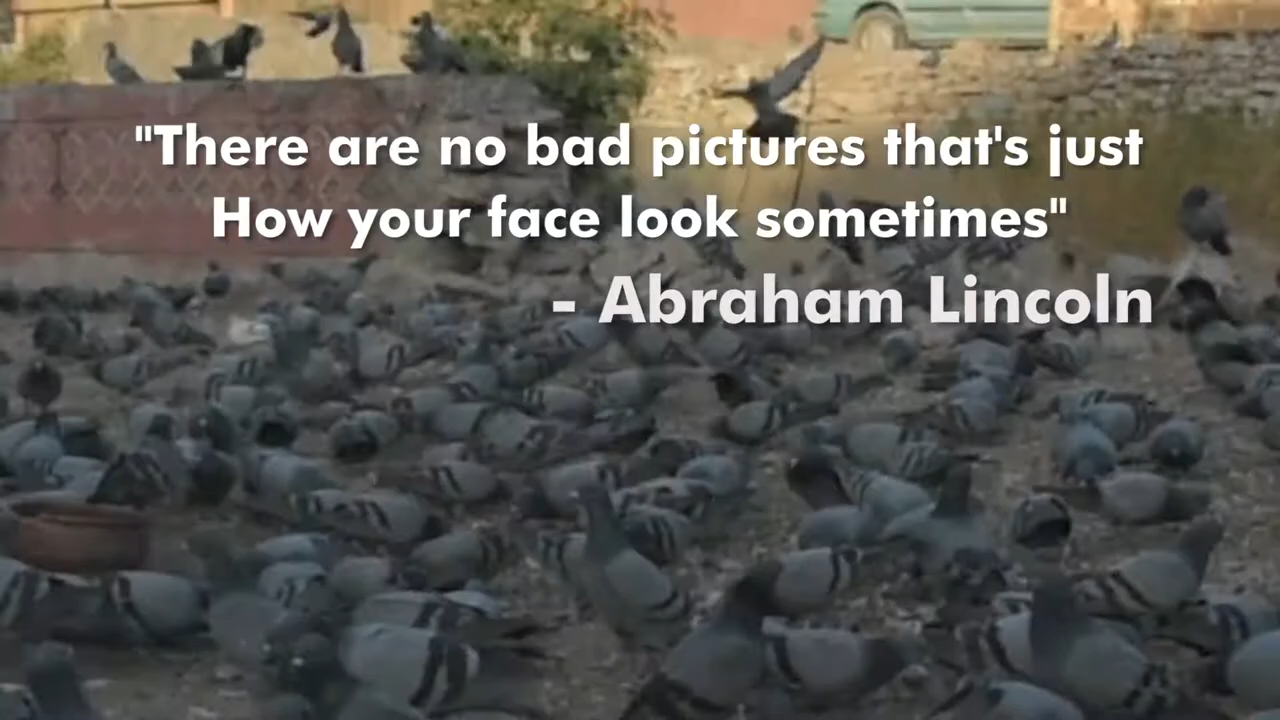 "There are no bad pictures that's just
How your face look sometimes"
- Abraham Lincoln